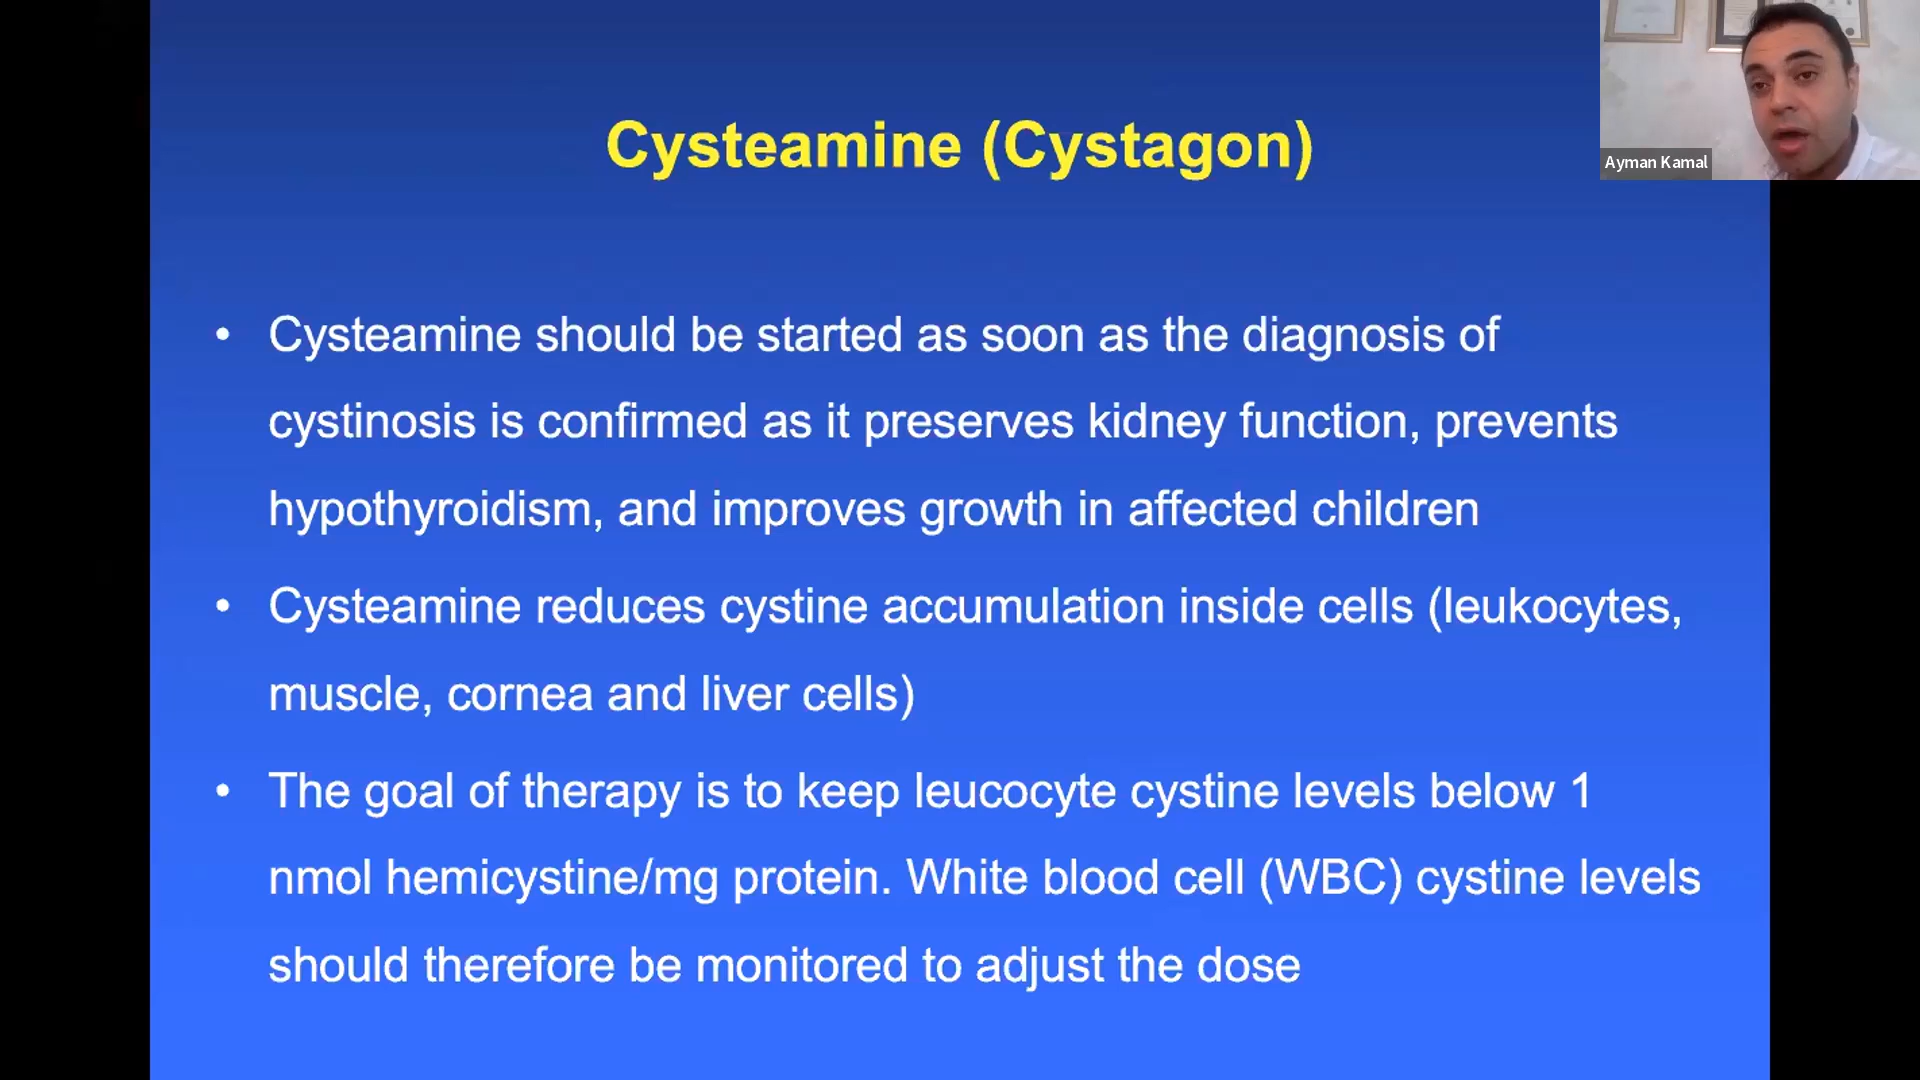 Cysteamine (Cystagon)
Ayman Kamal
• Cysteamine should be started as soon as the diagnosis of
cystinosis is confirmed as it preserves kidney function, prevents
hypothyroidism, and improves growth in affected children
• Cysteamine reduces cystine accumulation inside cells (leukocytes,
muscle, cornea and liver cells)
• The goal of therapy is to keep leucocyte cystine levels below 1
nmol hemicystine/mg protein. White blood cell (WBC) cystine levels
should therefore be monitored to adjust the dose